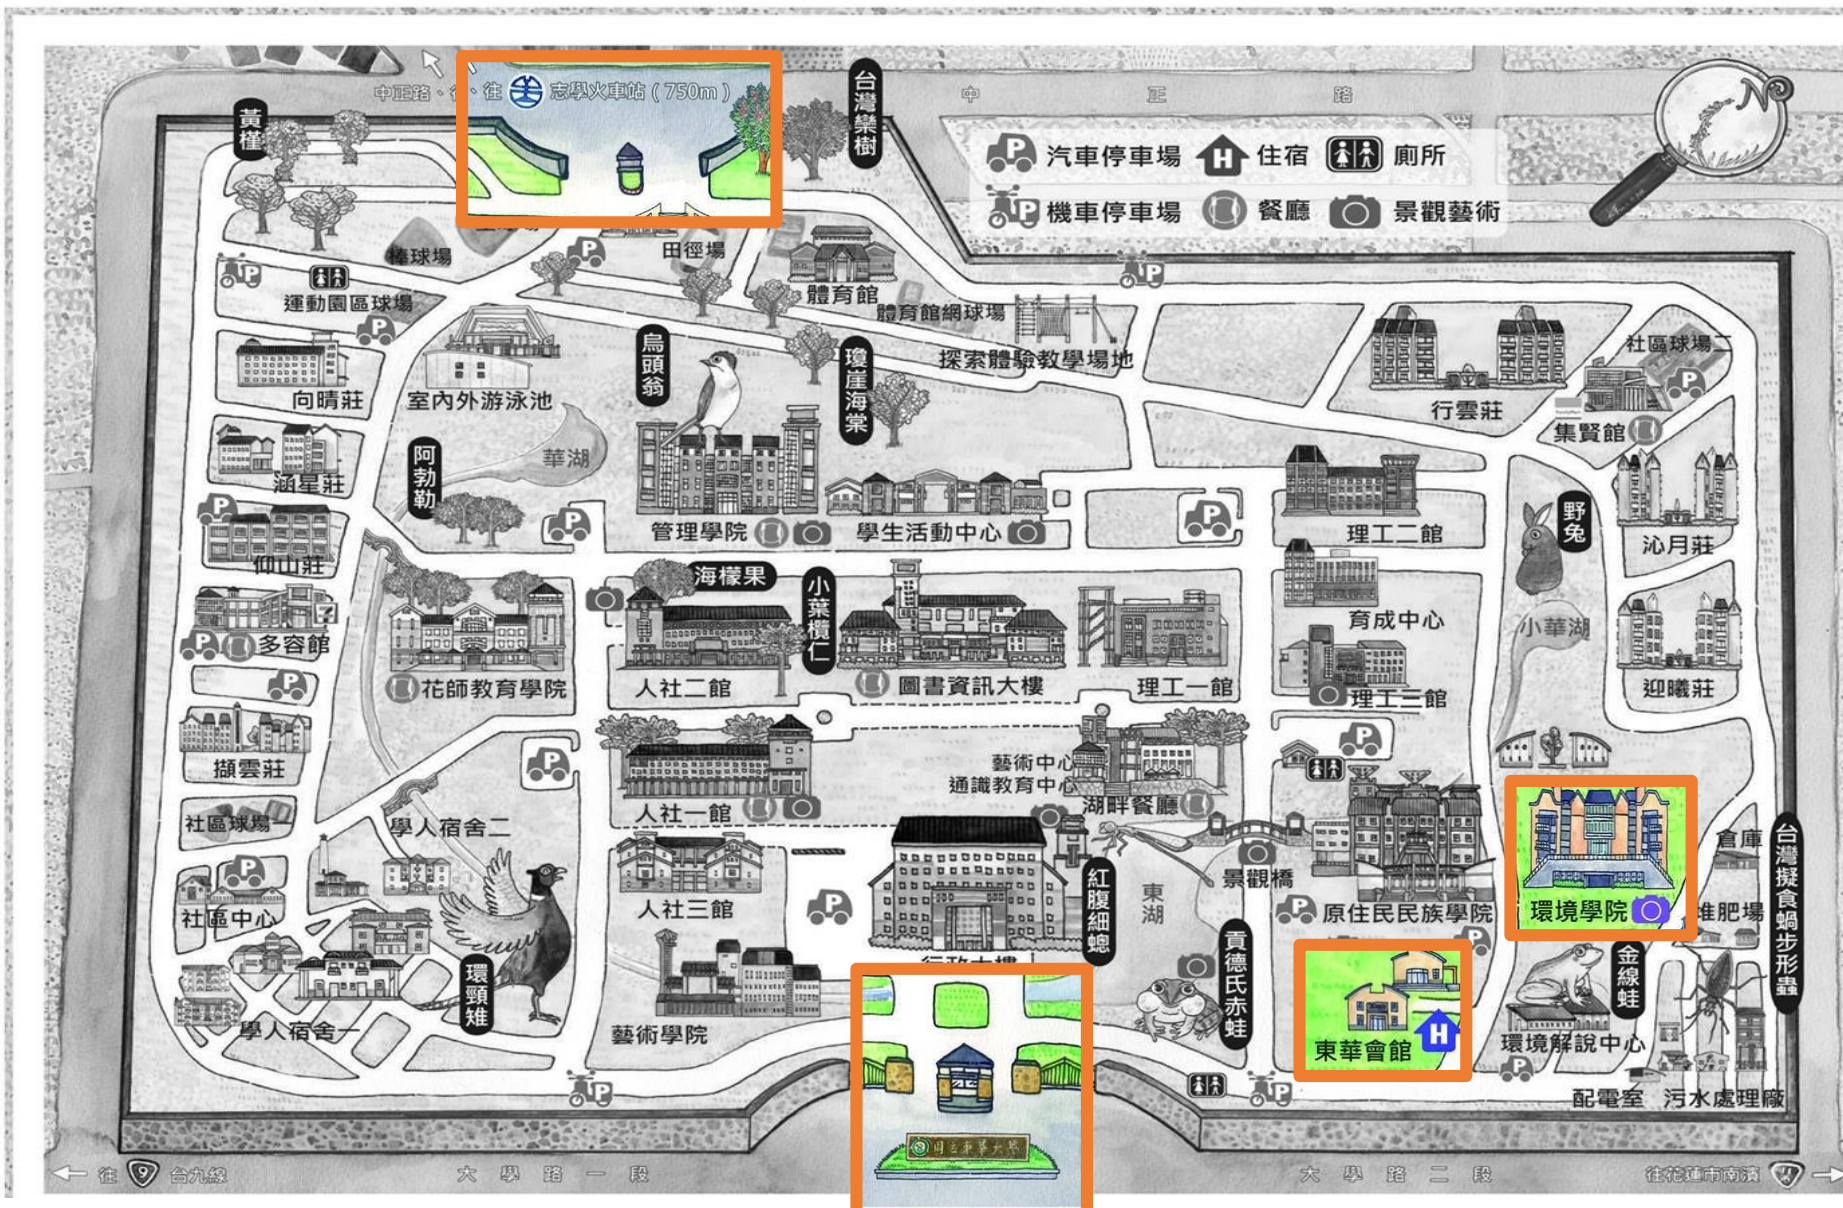 中正路、
往
志學火車站（750m）
台灣欒樹
中 正 路
N
黃槿
P 汽車停車場
H 住宿
廁所
P 機車停車場
餐廳
景觀藝術
棒球場
田徑場
P
體育館
P
運動園區球場
P
體育館網球場
探索體驗教學場地
社區球場二
烏頭翁
瓊崖海棠
向晴莊
室內外游泳池
行雲莊
P
集賢館
阿勃勒
華湖
涵星莊
P
仰山莊
P
管理學院
學生活動中心
P
理工二館
野兔
沁月莊
海檬果
小葉欖仁
育成中心
小華湖
P
多容館
P
花師教育學院
人社二館
圖書資訊大樓
理工一館
理工三館
迎曦莊
擷雲莊
P
藝術中心
通識教育中心
湖畔餐廳
P
人社一館
社區球場
學人宿舍二
倉庫
台灣擬食蝸步形蟲
P
社區中心
人社三館
P
紅腹細蟌
東湖
景觀橋
P
原住民民族學院
P
環境學院
堆肥場
行政大樓
環頸雉
貢德氏赤蛙
金線蛙
學人宿舍一
藝術學院
東華會館
H
環境解說中心
P
P
P
配電室
污水處理廠
國立東華大學
往 9 台九線
大 學 路 一 段
大 學 路 二 段
往花蓮市南濱